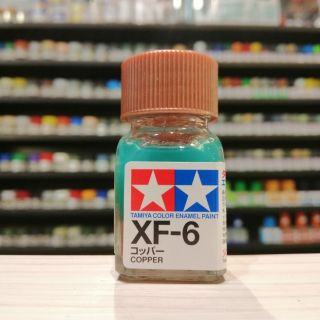 TAMIYA COLOR ENAMEL PAINT
XF-6
コッパー
COPPER